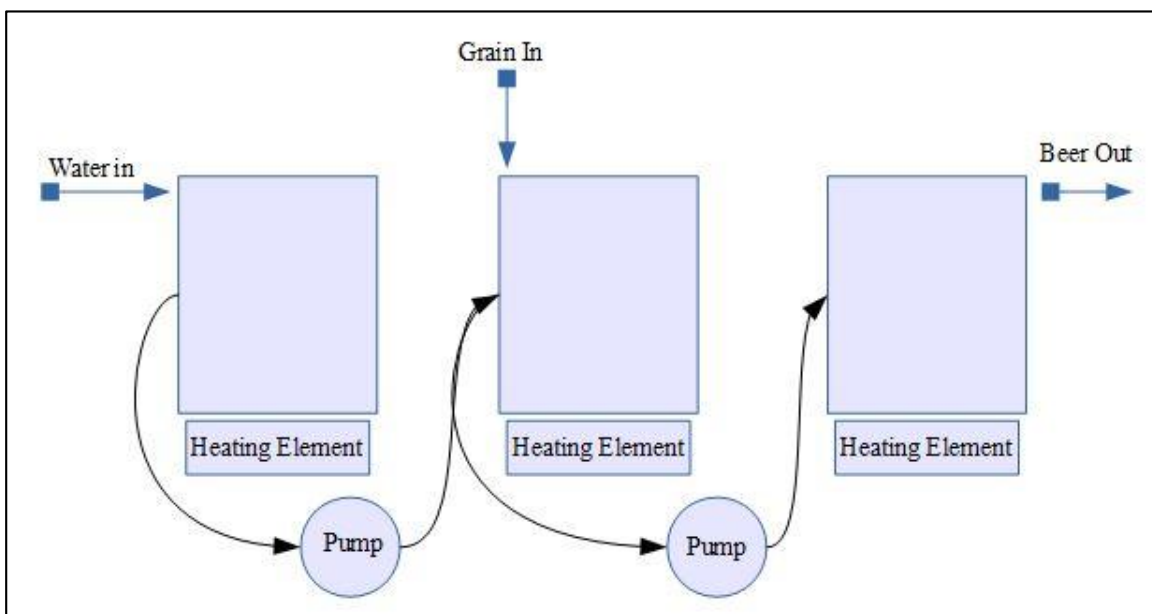 Grain In
Water in
Beer Out
Heating Element
Heating Element
Heating Element
Pump
Pump